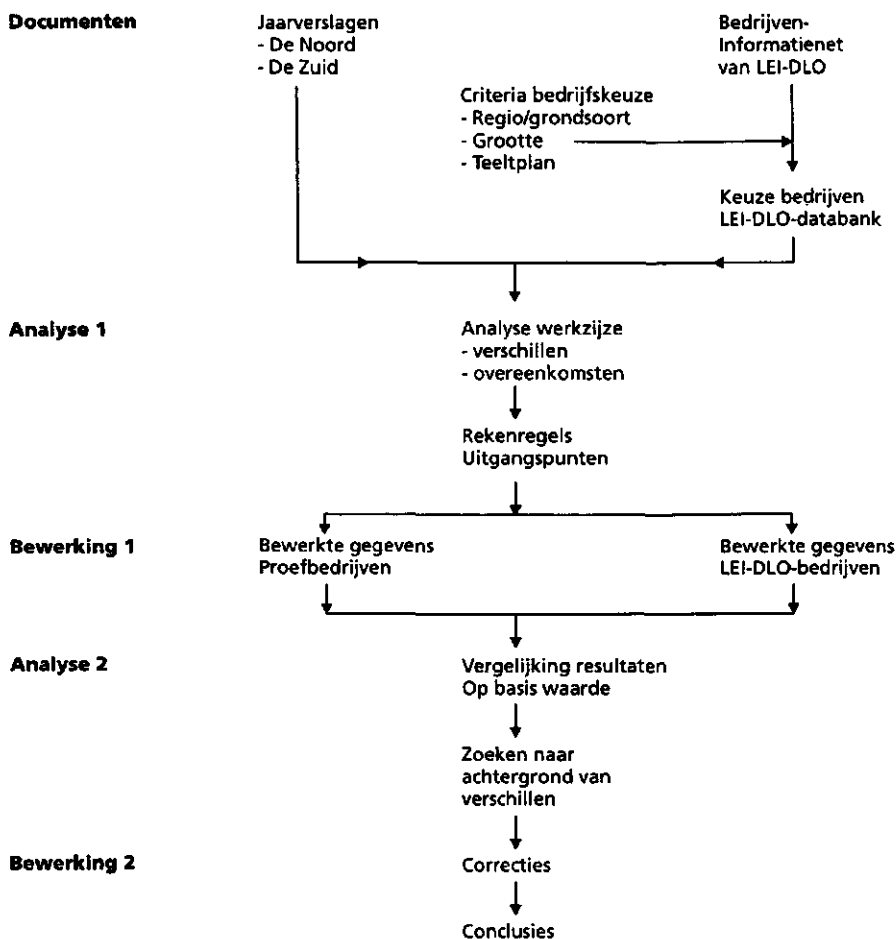 Documenten
Jaarverslagen
- De Noord
- De Zuid
Bedrijven-
Informatienet
van LEI-DLO
Criteria bedrijfskeuze
- Regio/grondsoort
- Grootte
- Teeltplan
Keuze bedrijven
LEI-DLO-databank
Analyse 1
Analyse werkzijze
- verschillen
- overeenkomsten
Rekenregels
Uitgangspunten
Bewerking 1
Bewerkte gegevens
Proefbedrijven
Bewerkte gegevens
LEI-DLO-bedrijven
Analyse 2
Vergelijking resultaten
Op basis waarde
Zoeken naar
achtergrond van
verschillen
Bewerking 2
Correcties
Conclusies